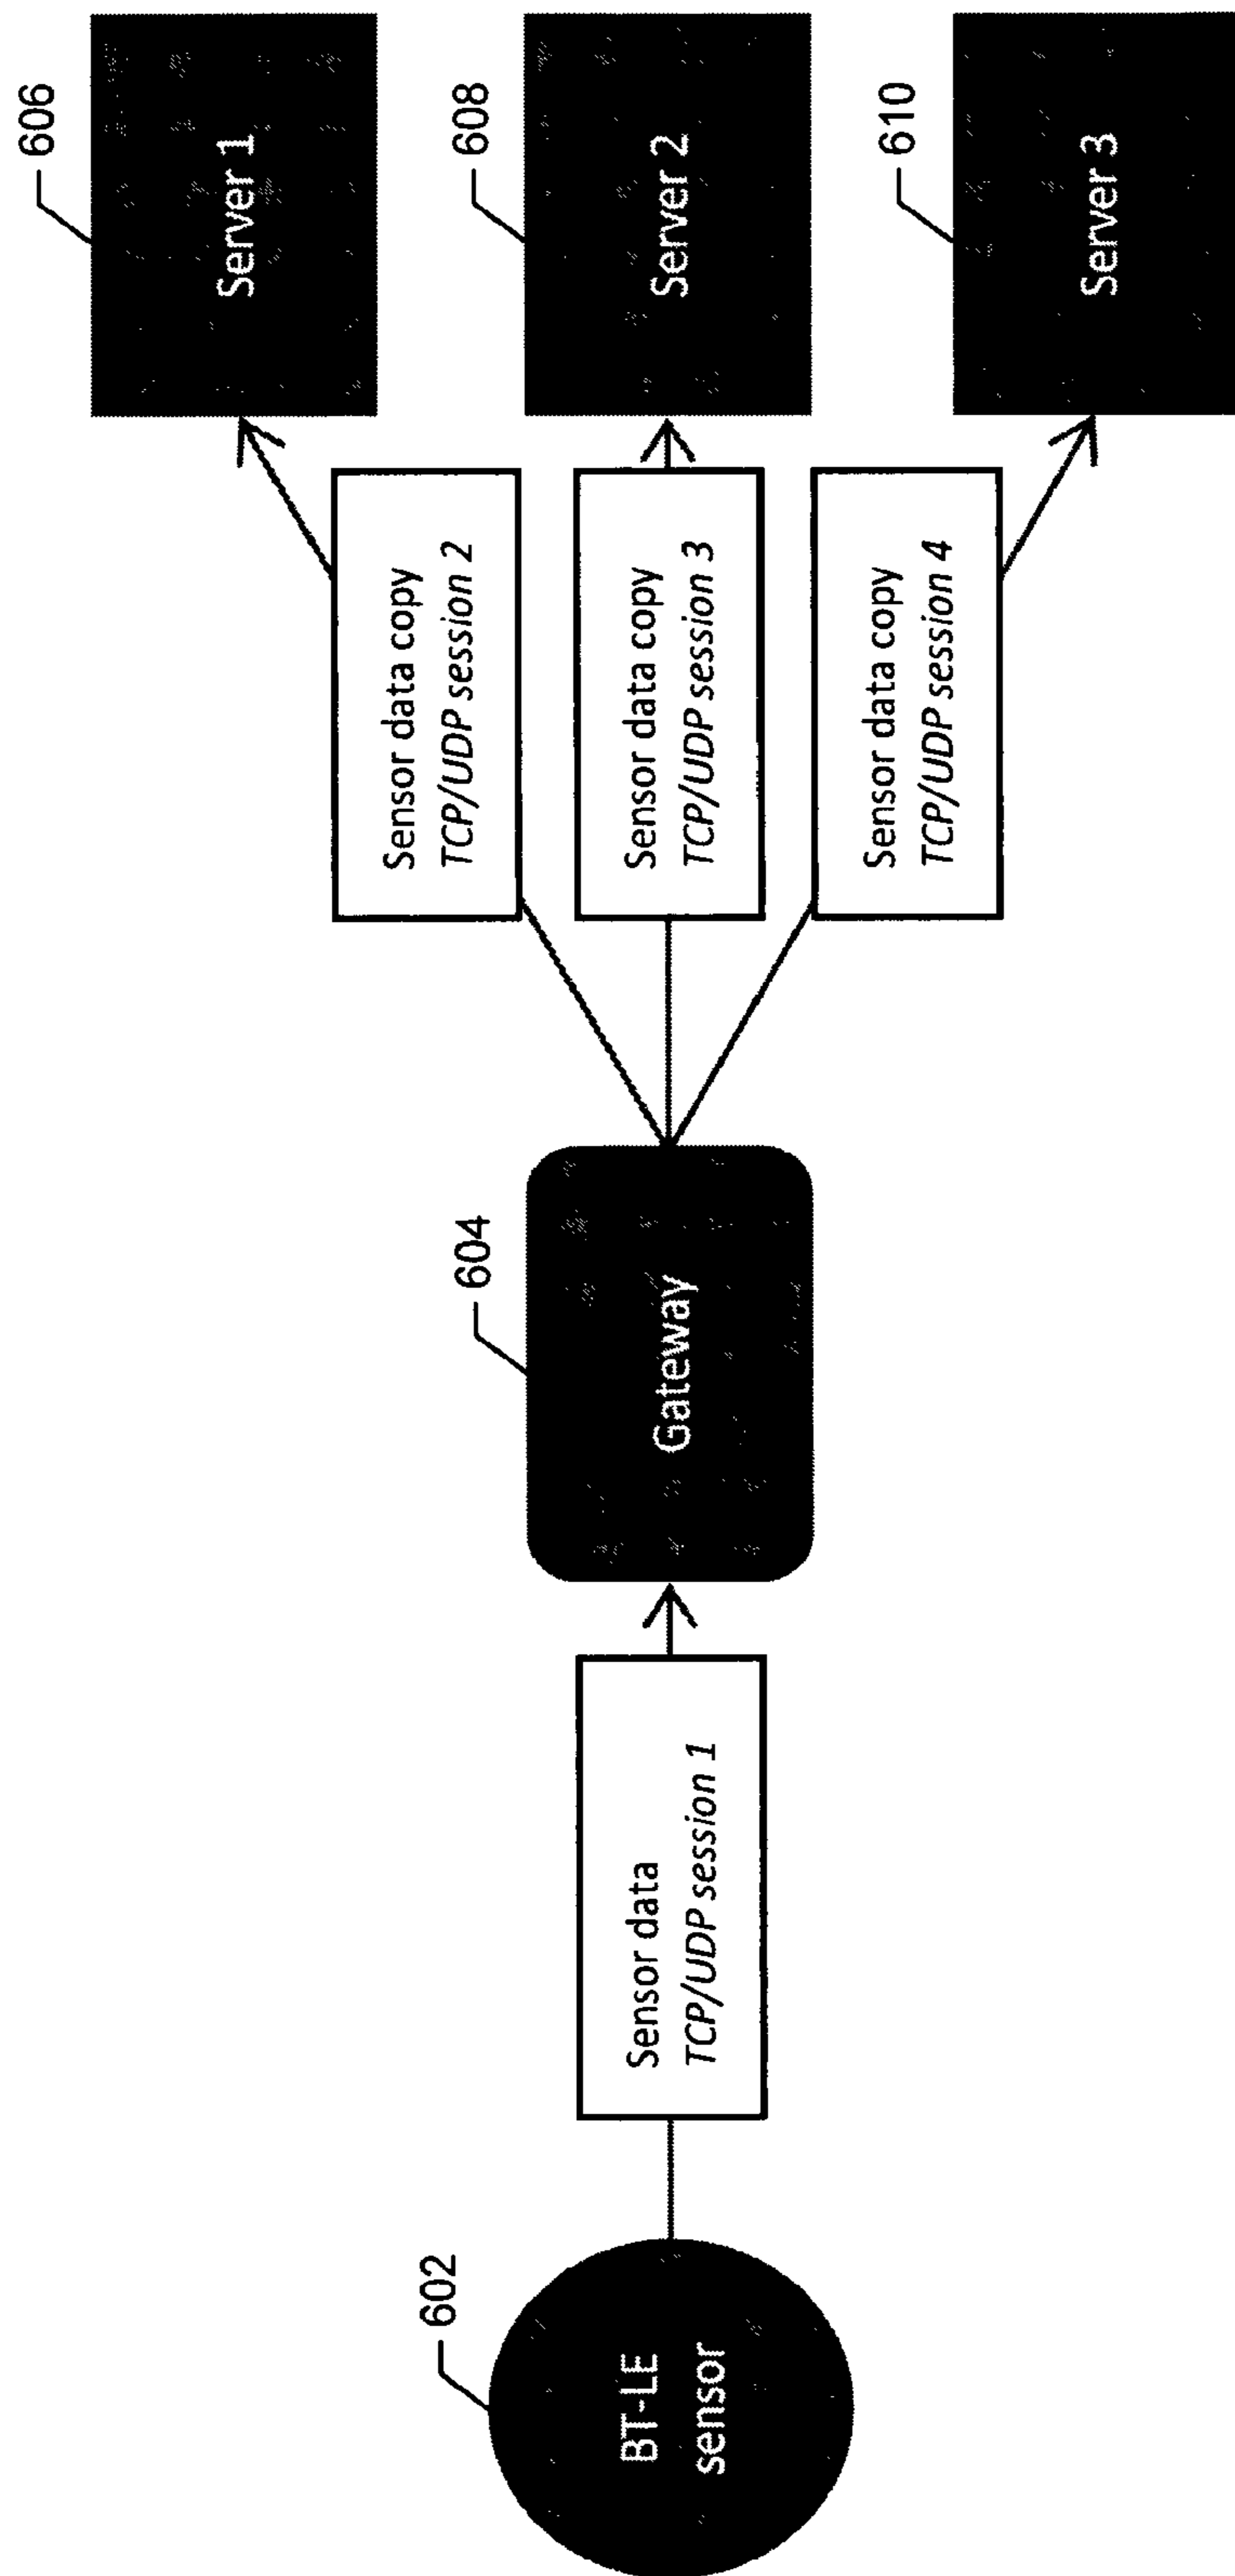 602
BT-LE
sensor
Sensor data
TCP/UDP session 1
604
Gateway
Sensor data copy
TCP/UDP session 2
Sensor data copy
TCP/UDP session 3
Sensor data copy
TCP/UDP session 4
606
Server 1
608
Server 2
610
Server 3